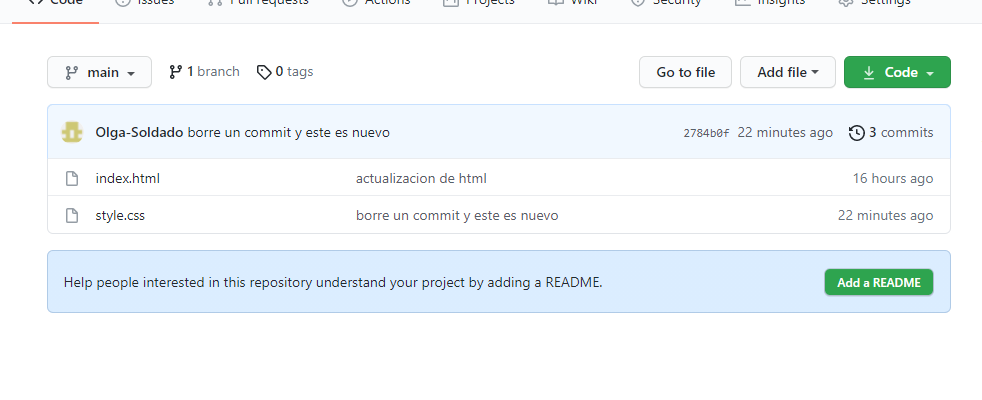 Code Issues Pull requests Actions Projects Wiki Security Insights Settings
main 1 branch 0 tags Go to file Add file Code
Olga-Soldado borre un commit y este es nuevo 2784b0f 22 minutes ago 3 commits
index.html actualizacion de html 16 hours ago
style.css borre un commit y este es nuevo 22 minutes ago
Help people interested in this repository understand your project by adding a README. Add a README